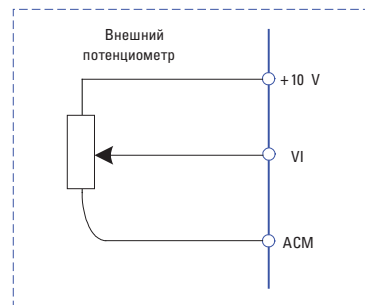 Внешний
потенциометр
+10 V
VI
ACM